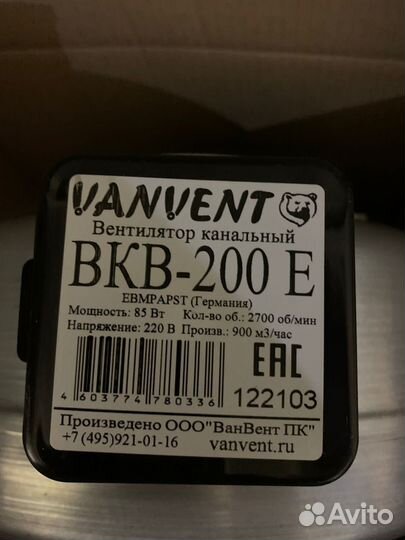 VANVENT
Вентилятор канальный
ВКВ-200 Е
EBMPAPST (Германия)
Мощность: 85 Вт Кол-во об.: 2700 об/мин
Напряжение: 220 В Произв.: 900 м3/час
EAC
4 603774 780336
122103
Произведено ООО"ВанВент ПК"
+7 (495)921-01-16 vanvent.ru
Avito